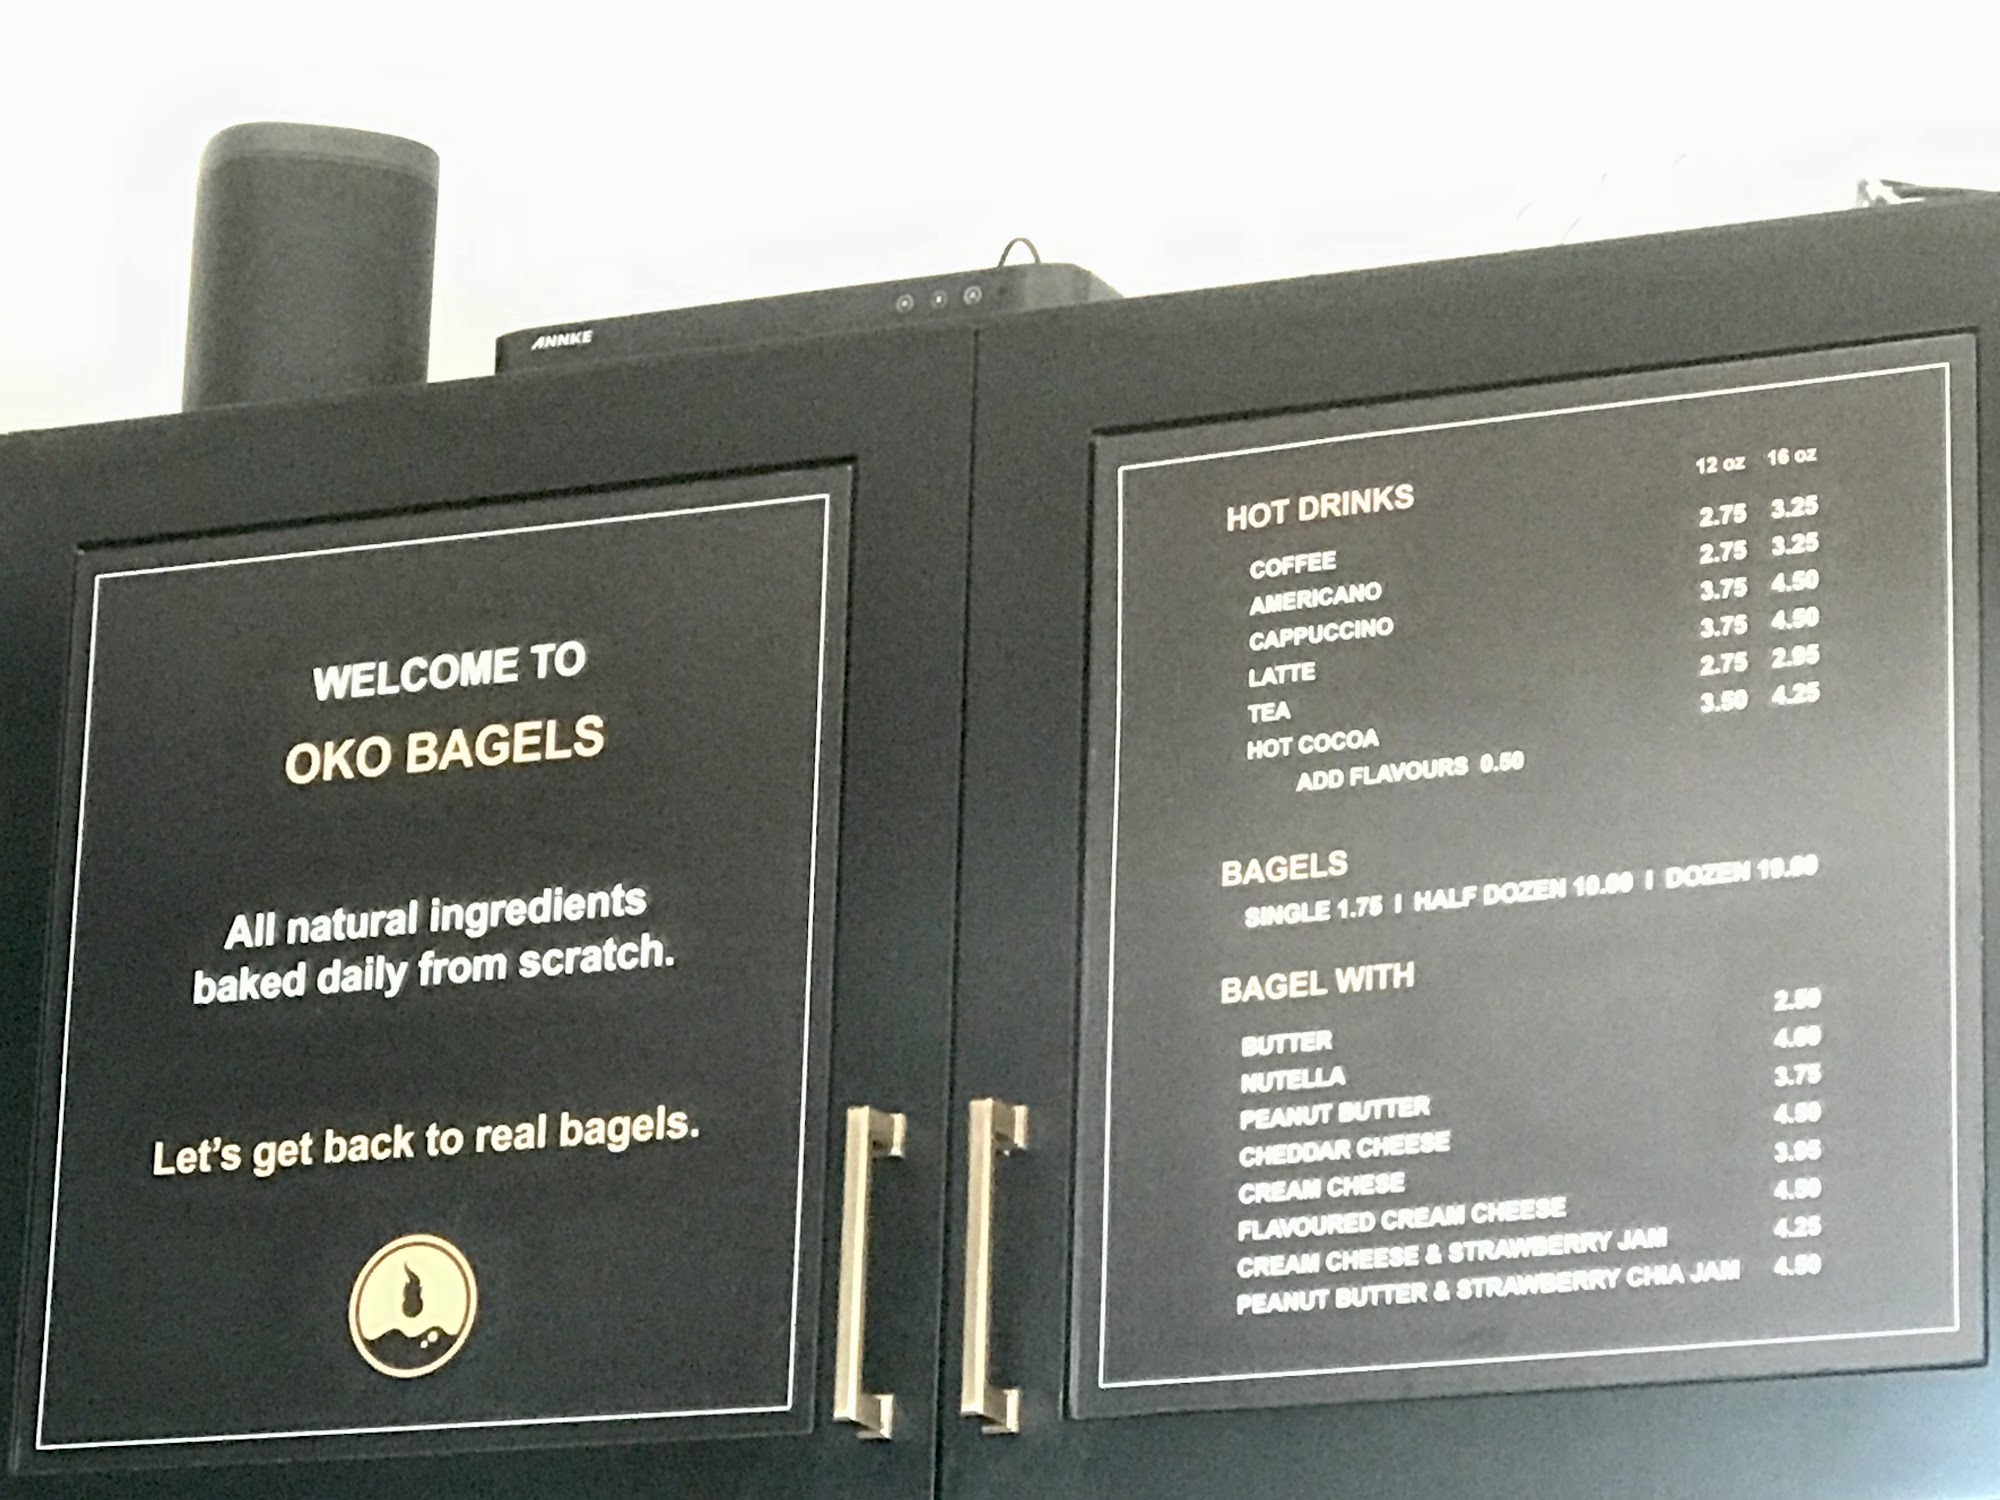 ANNKE
WELCOME TO
OKO BAGELS
All natural ingredients
baked daily from scratch.
Let's get back to real bagels.
12 oz 16 oz
HOT DRINKS
COFFEE 2.75 3.25
AMERICANO 2.75 3.25
CAPPUCCINO 3.75 4.50
LATTE 3.75 4.50
TEA 2.75 2.95
HOT COCOA 3.50 4.25
ADD FLAVOURS 0.50
BAGELS
SINGLE 1.75 | HALF DOZEN 10.00 | DOZEN 19.00
BAGEL WITH
BUTTER 2.50
NUTELLA 4.00
PEANUT BUTTER 3.75
CHEDDAR CHEESE 4.50
CREAM CHESE 3.95
FLAVOURED CREAM CHEESE 4.50
CREAM CHEESE & STRAWBERRY JAM 4.25
PEANUT BUTTER & STRAWBERRY CHIA JAM 4.50